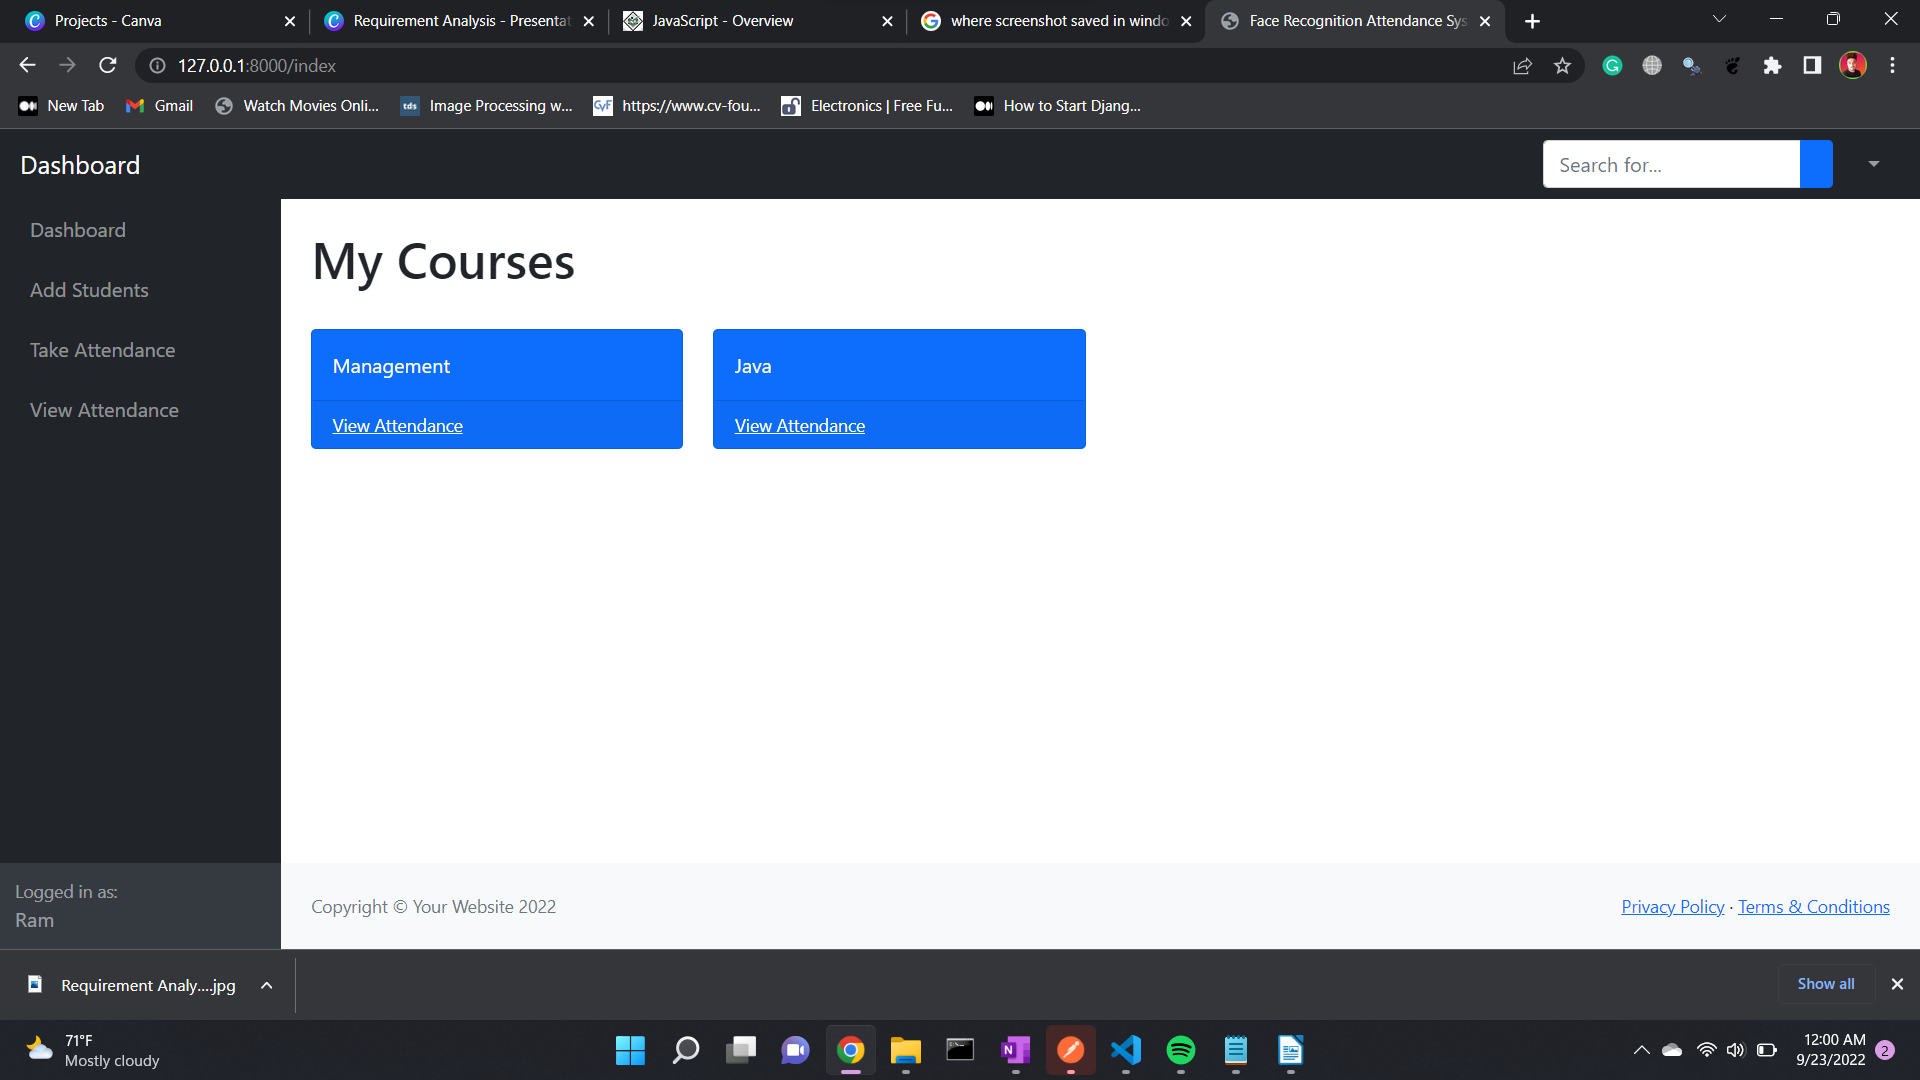 Projects - Canva
Requirement Analysis - Presentat
JavaScript - Overview
where screenshot saved in windo
Face Recognition Attendance Sys
127.0.0.1:8000/index
New Tab
Gmail
Watch Movies Onli...
tds
Image Processing w...
CVF
https://www.cv-fou...
Electronics | Free Fu...
How to Start Djang...
Dashboard
Search for...
Dashboard
Add Students
Take Attendance
View Attendance
My Courses
Management
View Attendance
Java
View Attendance
Logged in as:
Ram
Copyright © Your Website 2022
Privacy Policy · Terms & Conditions
Requirement Analy....jpg
Show all
71°F
Mostly cloudy
12:00 AM
9/23/2022
2